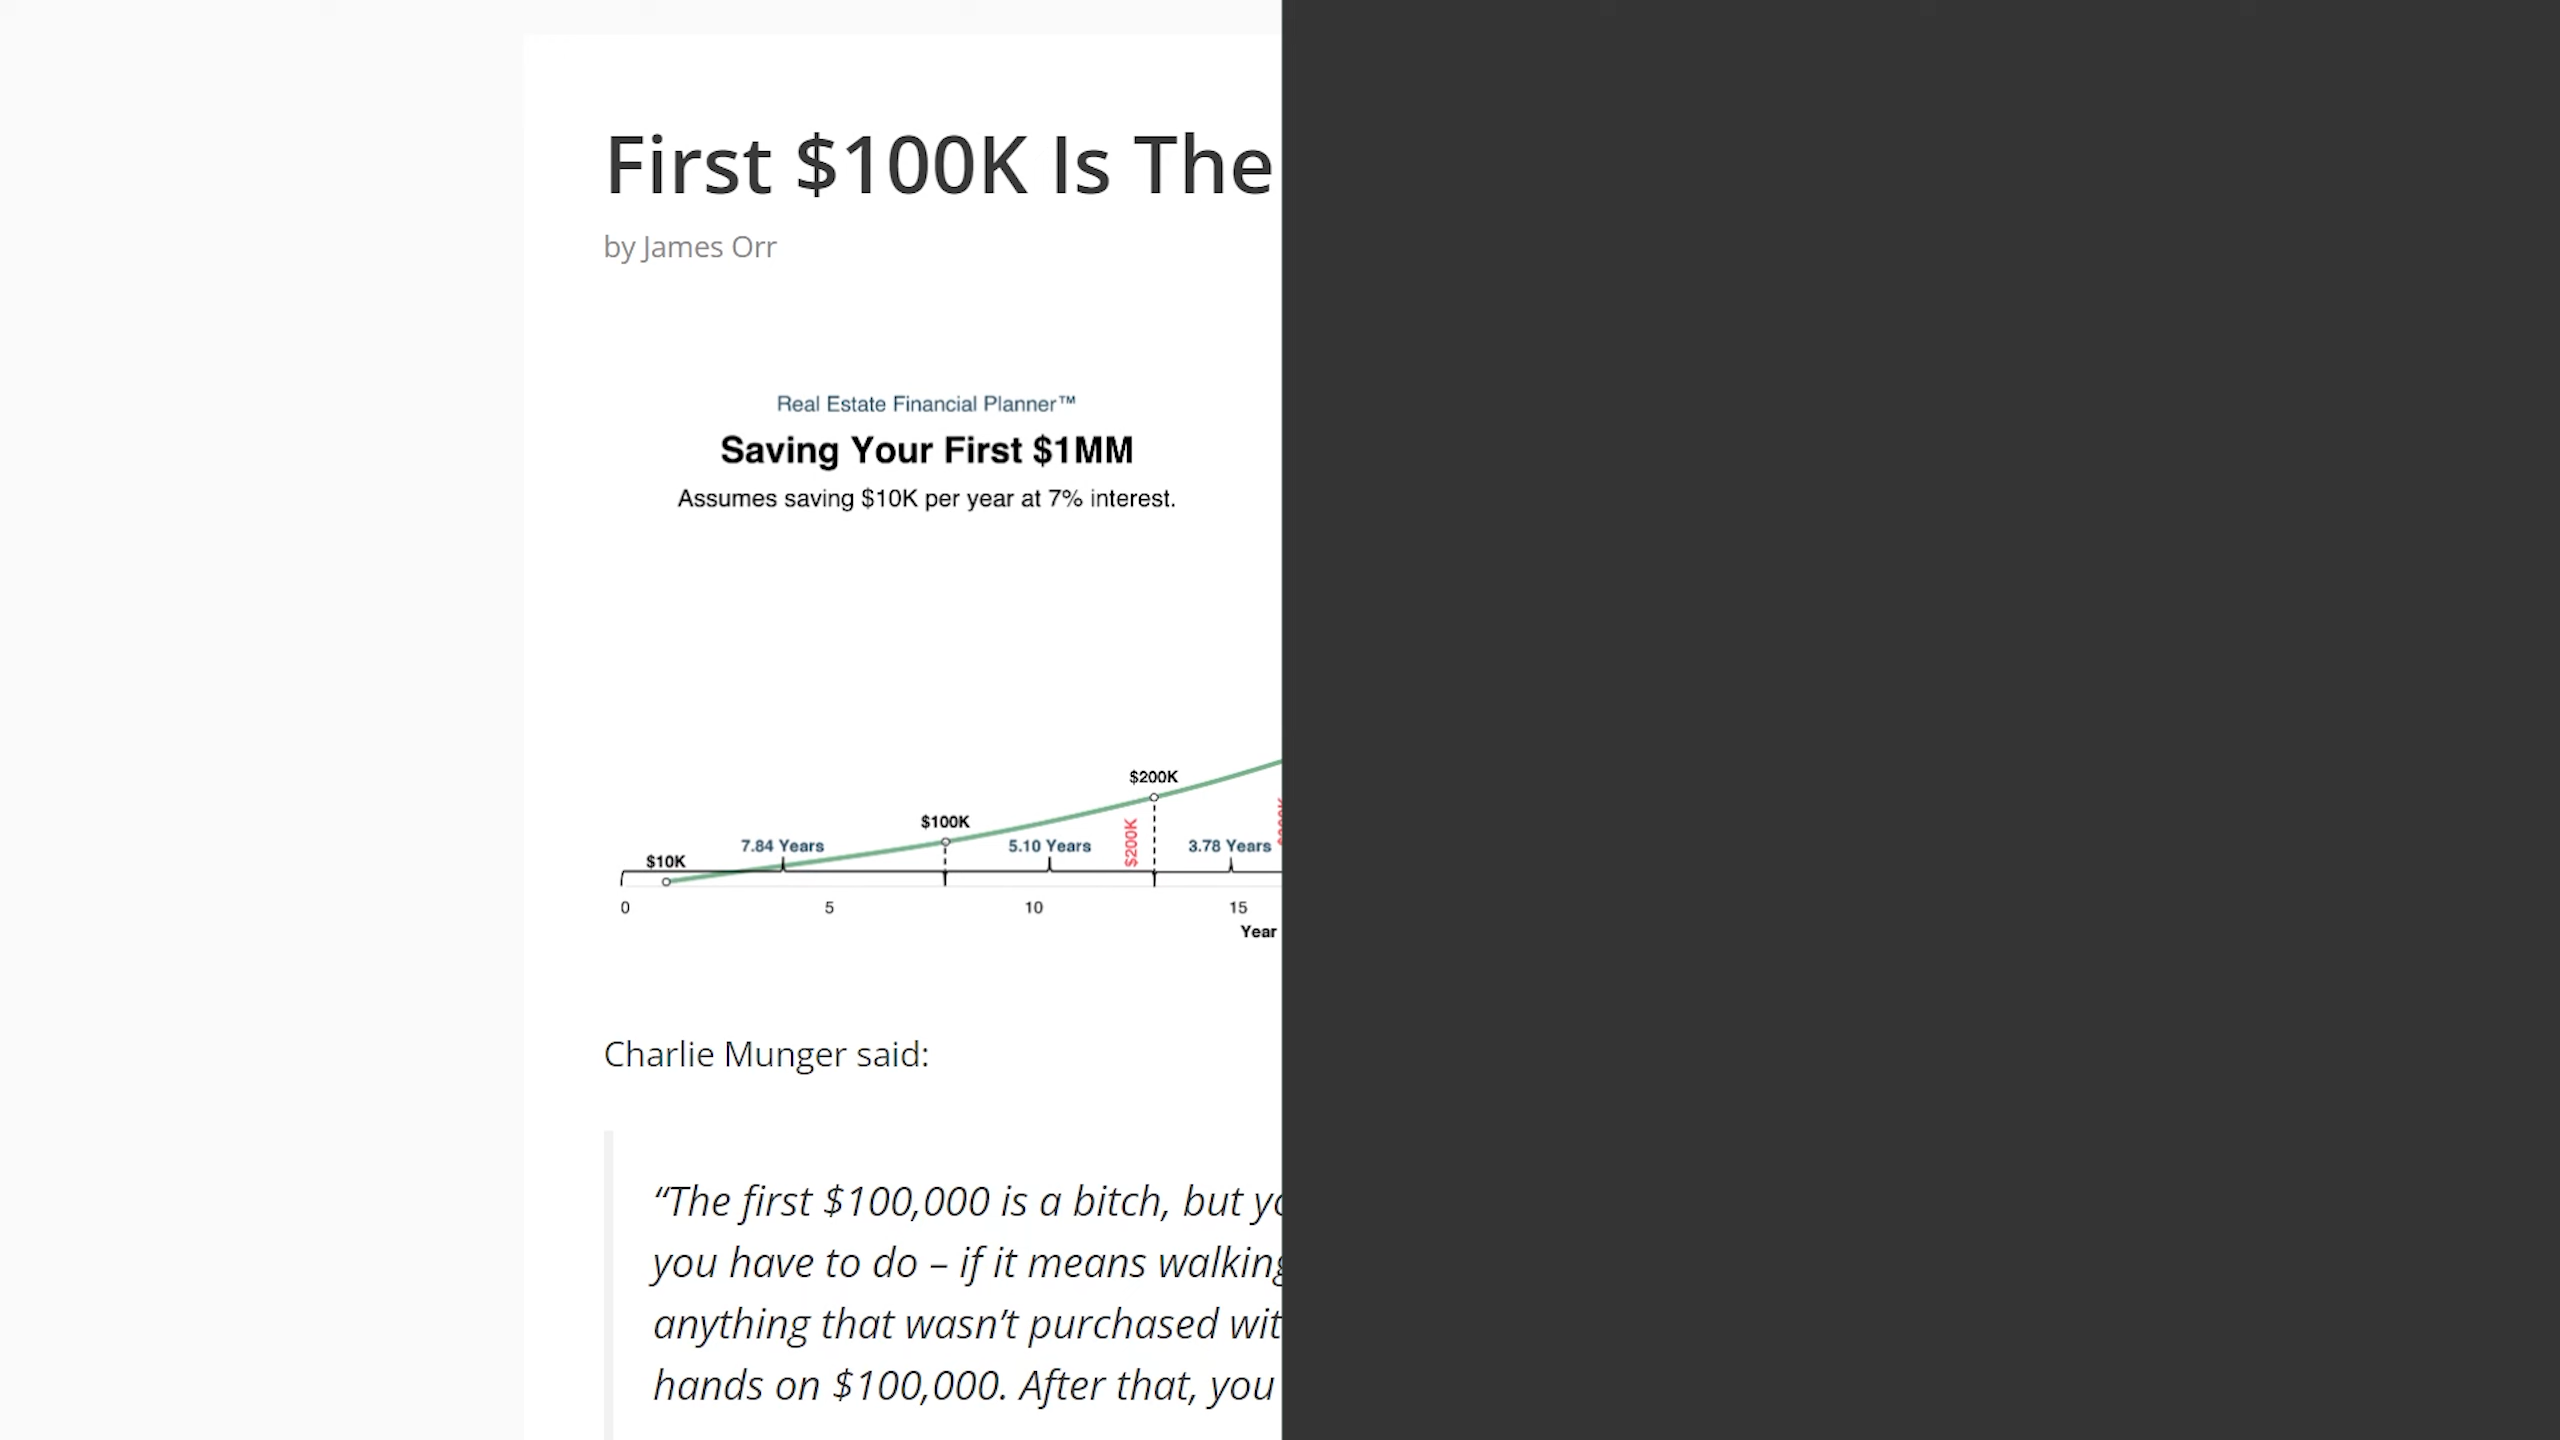 First $100K Is The
by James Orr
Real Estate Financial Planner™
Saving Your First $1MM
Assumes saving $10K per year at 7% interest.
$200K
$100K
$200K
7.84 Years
5.10 Years
3.78 Years
$10K
0
5
10
15
Year
Charlie Munger said:
“The first $100,000 is a bitch, but
you have to do – if it means walking
anything that wasn’t purchased
hands on $100,000. After that, you